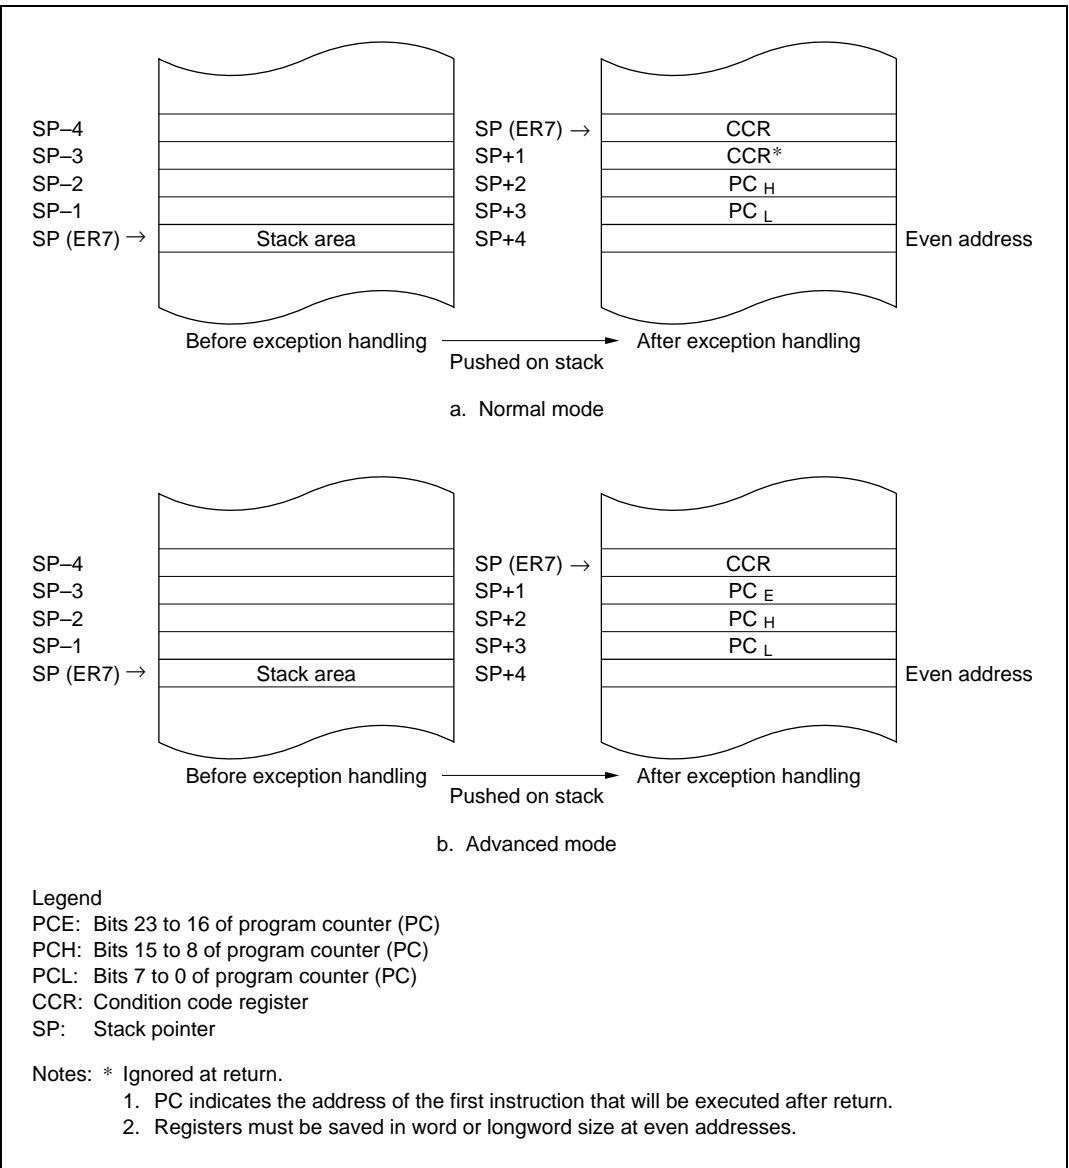 SP–4 SP (ER7) → CCR
SP–3 SP+1 CCR*
SP–2 SP+2 PC H
SP–1 SP+3 PC L
SP (ER7) → Stack area SP+4 Even address
Before exception handling After exception handling
Pushed on stack
a. Normal mode
SP–4 SP (ER7) → CCR
SP–3 SP+1 PC E
SP–2 SP+2 PC H
SP–1 SP+3 PC L
SP (ER7) → Stack area SP+4 Even address
Before exception handling After exception handling
Pushed on stack
b. Advanced mode
Legend
PCE: Bits 23 to 16 of program counter (PC)
PCH: Bits 15 to 8 of program counter (PC)
PCL: Bits 7 to 0 of program counter (PC)
CCR: Condition code register
SP: Stack pointer
Notes: * Ignored at return.
1. PC indicates the address of the first instruction that will be executed after return.
2. Registers must be saved in word or longword size at even addresses.